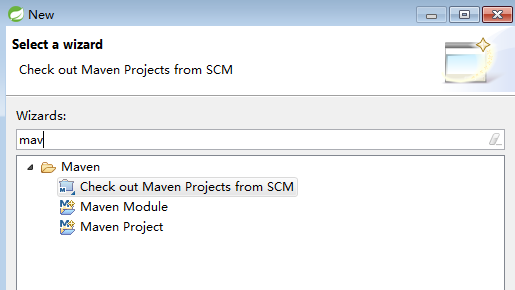 New
Select a wizard
Check out Maven Projects from SCM
Wizards:
mav
Maven
Check out Maven Projects from SCM
Maven Module
Maven Project